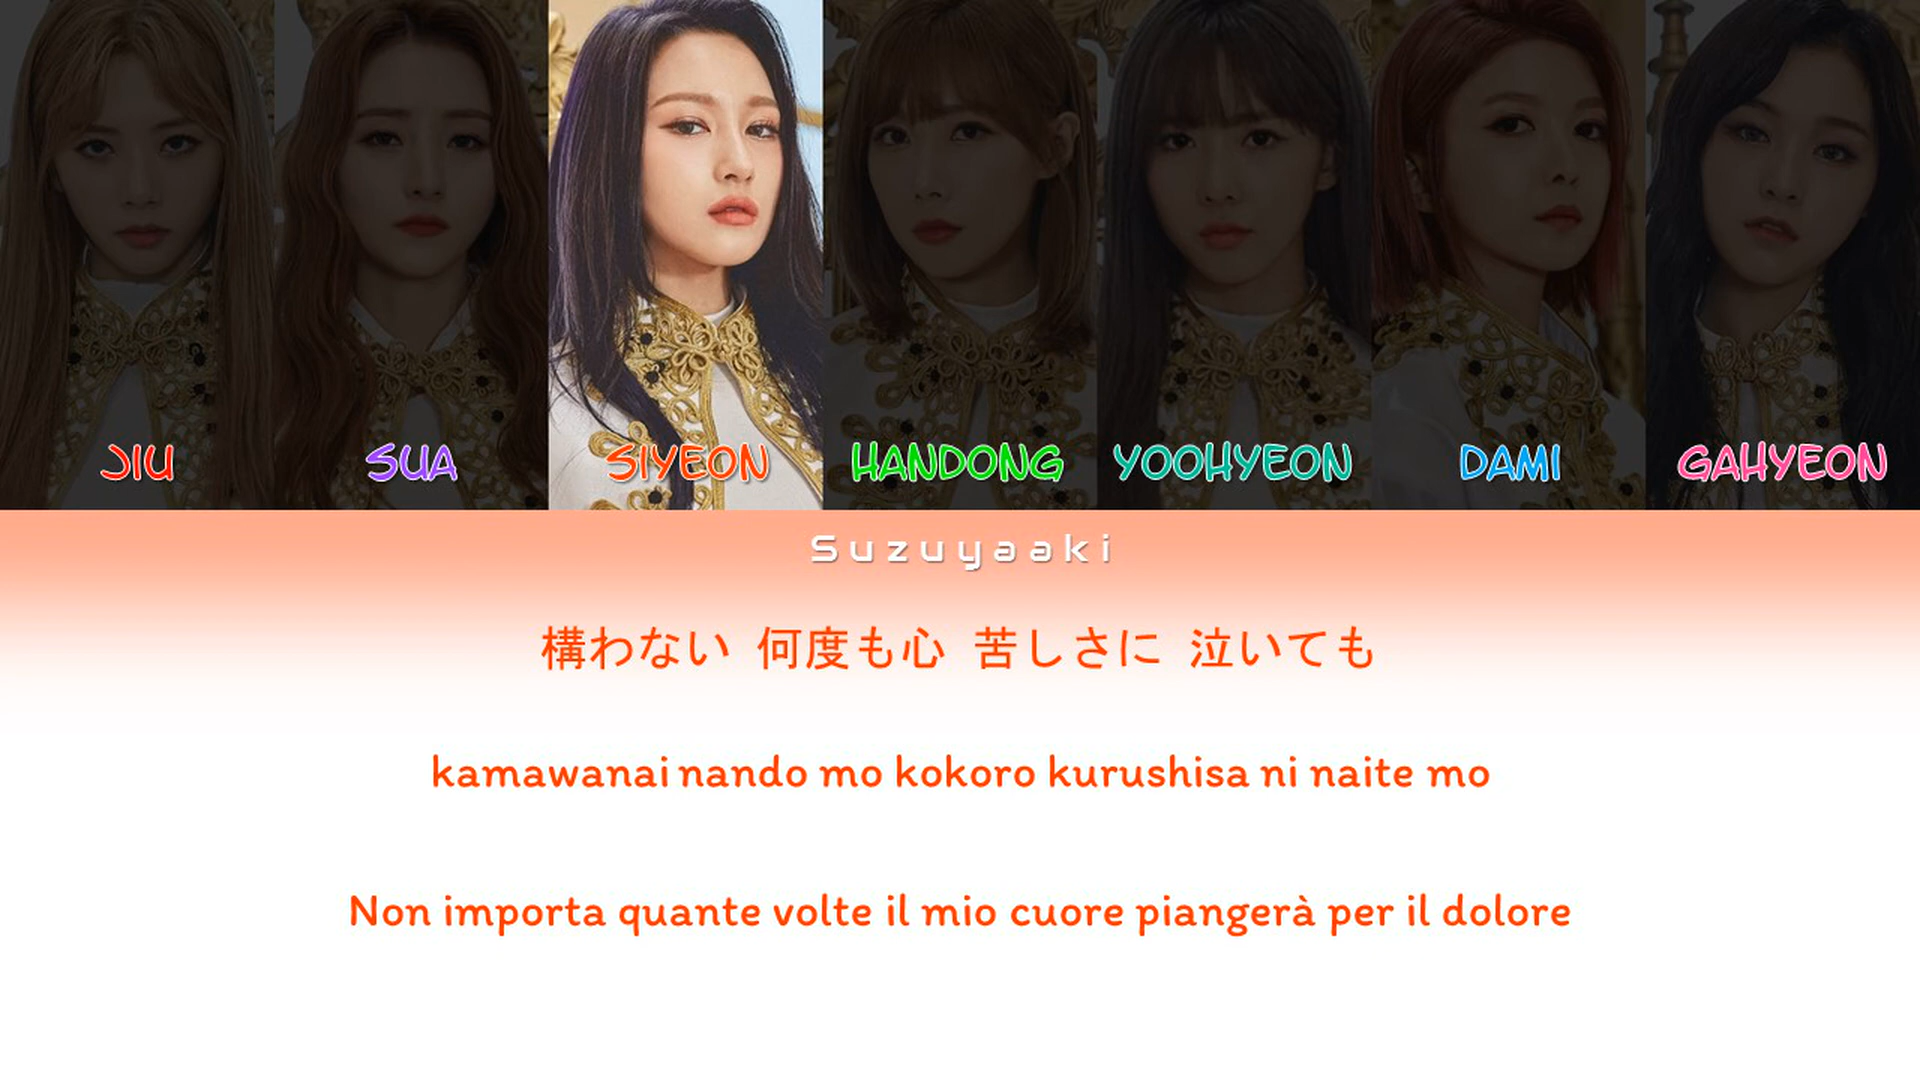 JIU SUA SIYEON HANDONG YOOHYEON DAMI GAHYEON
Suzuyaaki
構わない 何度も心 苦しさに 泣いても
kamawanai nando mo kokoro kurushisa ni naite mo
Non importa quante volte il mio cuore piangerà per il dolore